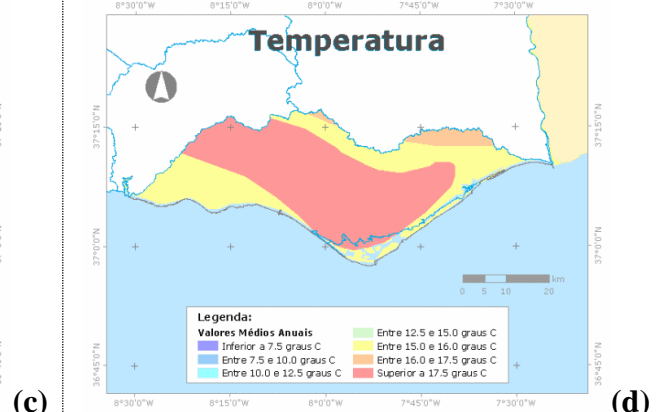 8°30'0"W 8°15'0"W 8°0'0"W 7°45'0"W 7°30'0"W
Temperatura
37°15'0"N 37°15'0"N
37°0'0"N
km
0 5 10 20
Legenda:
Valores Médios Anuais
Inferior a 7.5 graus C
Entre 7.5 e 10.0 graus C
Entre 10.0 e 12.5 graus C
Entre 12.5 e 15.0 graus C
Entre 15.0 e 16.0 graus C
Entre 16.0 e 17.5 graus C
Superior a 17.5 graus C
36°45'0"N 36°45'0"N
8°30'0"W 8°15'0"W 8°0'0"W 7°45'0"W 7°30'0"W
(c) (d)